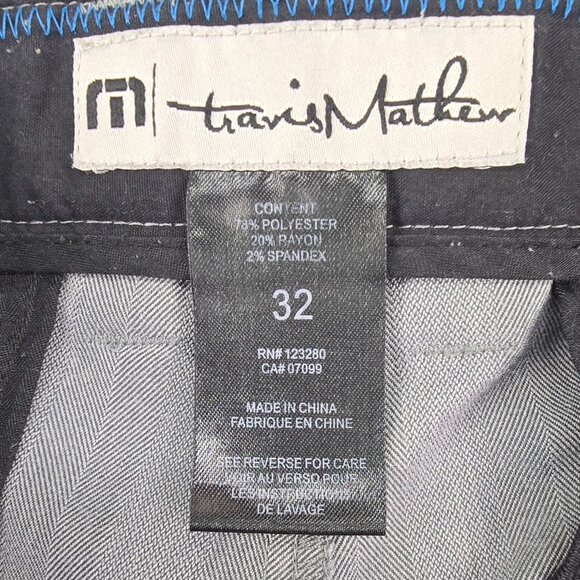 travisMathew
CONTENT
78% POLYESTER
20% RAYON
2% SPANDEX
32
RN# 123280
CA# 07099
MADE IN CHINA
FABRIQUE EN CHINE
SEE REVERSE FOR CARE
VOIR AU VERSO POUR
LES INSTRUCTIONS
DE LAVAGE